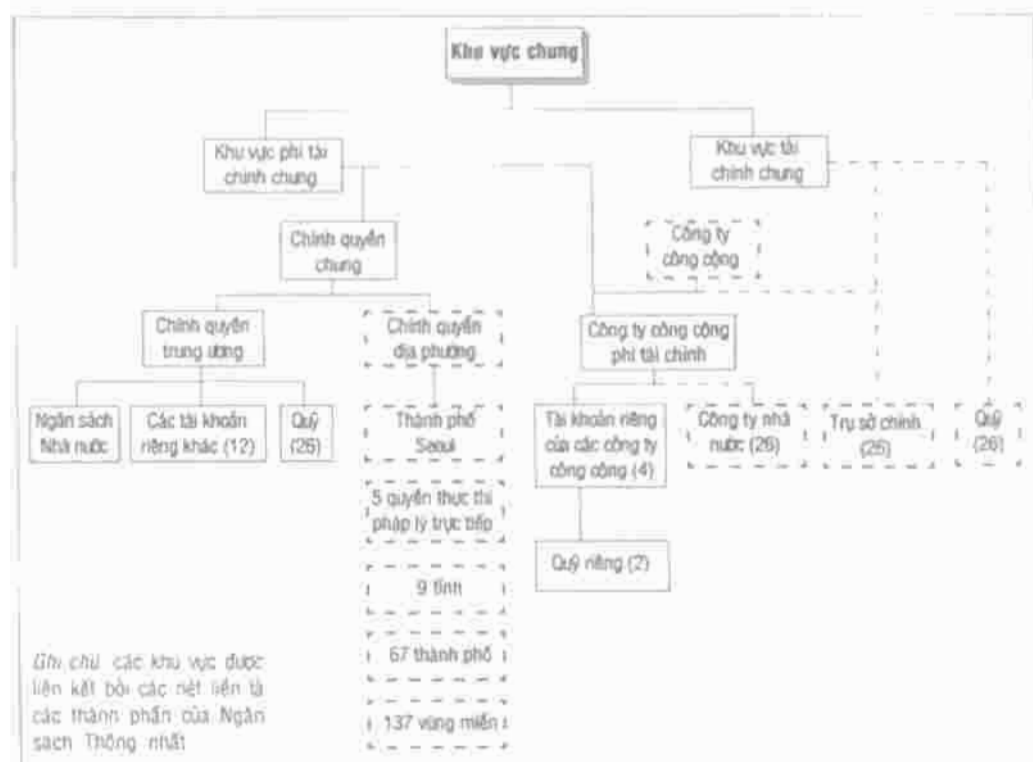 Khu vực chung
Khu vực phi tài
chính chung
Khu vực tài
chính chung
Chính quyền
chung
Công ty
công cộng
Chính quyền
trung ương
Chính quyền
địa phương
Công ty công cộng
phi tài chính
Ngân sách
Nhà nước
Các tài khoản
riêng khác (12)
Quỹ
(26)
Thành phố
Seoul
Tài khoản riêng
của các công ty
công cộng (4)
Công ty nhà
nước (26)
Trụ sở chính
(25)
Quỹ
(26)
5 quyền thực thi
pháp lý trực tiếp
Quỹ riêng (2)
9 tỉnh
67 thành phố
137 vùng miền
Ghi chú các khu vực được
liên kết bởi các nét liền là
các thành phần của Ngân
sách Thống nhất